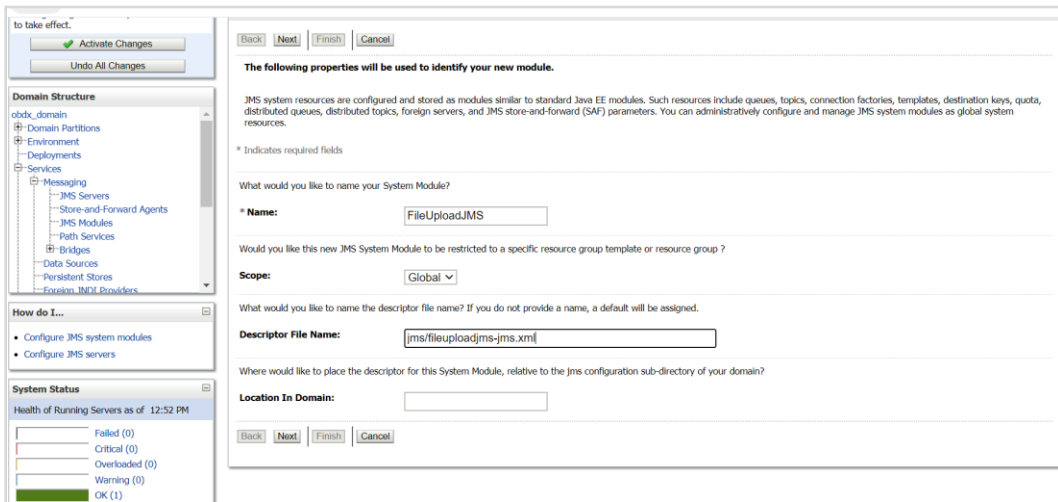 to take effect.
Activate Changes
Undo All Changes
Domain Structure
obdx_domain
Domain Partitions
Environment
Deployments
Services
Messaging
JMS Servers
Store-and-Forward Agents
JMS Modules
Path Services
Bridges
Data Sources
Persistent Stores
Foreign JNDI Providers
How do I...
Configure JMS system modules
Configure JMS servers
System Status
Health of Running Servers as of 12:52 PM
Failed (0)
Critical (0)
Overloaded (0)
Warning (0)
OK (1)
Back Next Finish Cancel
The following properties will be used to identify your new module.
JMS system resources are configured and stored as modules similar to standard Java EE modules. Such resources include queues, topics, connection factories, templates, destination keys, quota,
distributed queues, distributed topics, foreign servers, and JMS store-and-forward (SAF) parameters. You can administratively configure and manage JMS system modules as global system
resources.
* Indicates required fields
What would you like to name your System Module?
* Name: FileUploadJMS
Would you like this new JMS System Module to be restricted to a specific resource group template or resource group ?
Scope: Global
What would you like to name the descriptor file name? If you do not provide a name, a default will be assigned.
Descriptor File Name: jms/fileuploadjms-jms.xml
Where would like to place the descriptor for this System Module, relative to the jms configuration sub-directory of your domain?
Location In Domain:
Back Next Finish Cancel